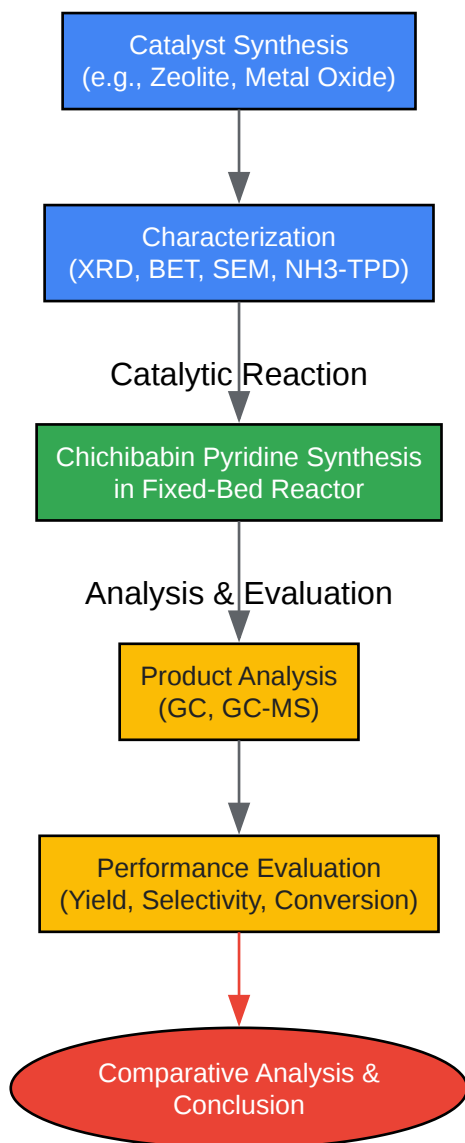 Catalyst Synthesis
(e.g., Zeolite, Metal Oxide)
Characterization
(XRD, BET, SEM, NH3-TPD)
Catalytic Reaction
Chichibabin Pyridine Synthesis
in Fixed-Bed Reactor
Analysis & Evaluation
Product Analysis
(GC, GC-MS)
Performance Evaluation
(Yield, Selectivity, Conversion)
Comparative Analysis &
Conclusion